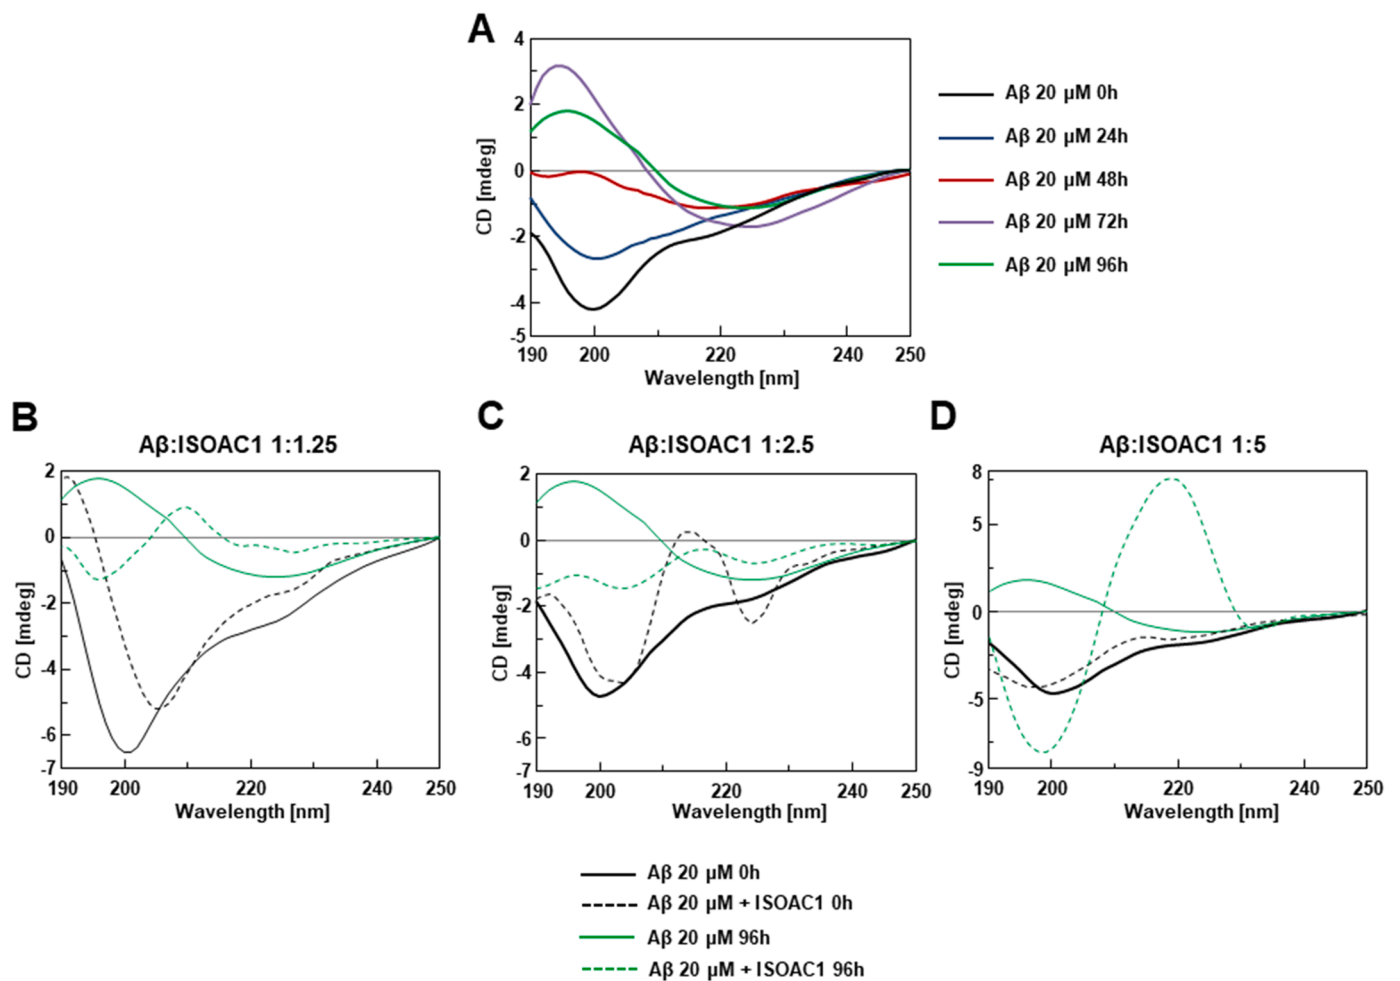 A
4
2
0
-2
-4
-5
CD [mdeg]
190
200
220
240
250
Wavelength [nm]
Aβ 20 µM 0h
Aβ 20 µM 24h
Aβ 20 µM 48h
Aβ 20 µM 72h
Aβ 20 µM 96h
B
Aβ:ISOAC1 1:1.25
2
0
-2
-4
-6
-7
CD [mdeg]
190
200
220
240
250
Wavelength [nm]
C
Aβ:ISOAC1 1:2.5
2
0
-2
-4
-6
-7
CD [mdeg]
190
200
220
240
250
Wavelength [nm]
D
Aβ:ISOAC1 1:5
8
5
0
-5
-9
CD [mdeg]
190
200
220
240
250
Wavelength [nm]
Aβ 20 µM 0h
Aβ 20 µM + ISOAC1 0h
Aβ 20 µM 96h
Aβ 20 µM + ISOAC1 96h